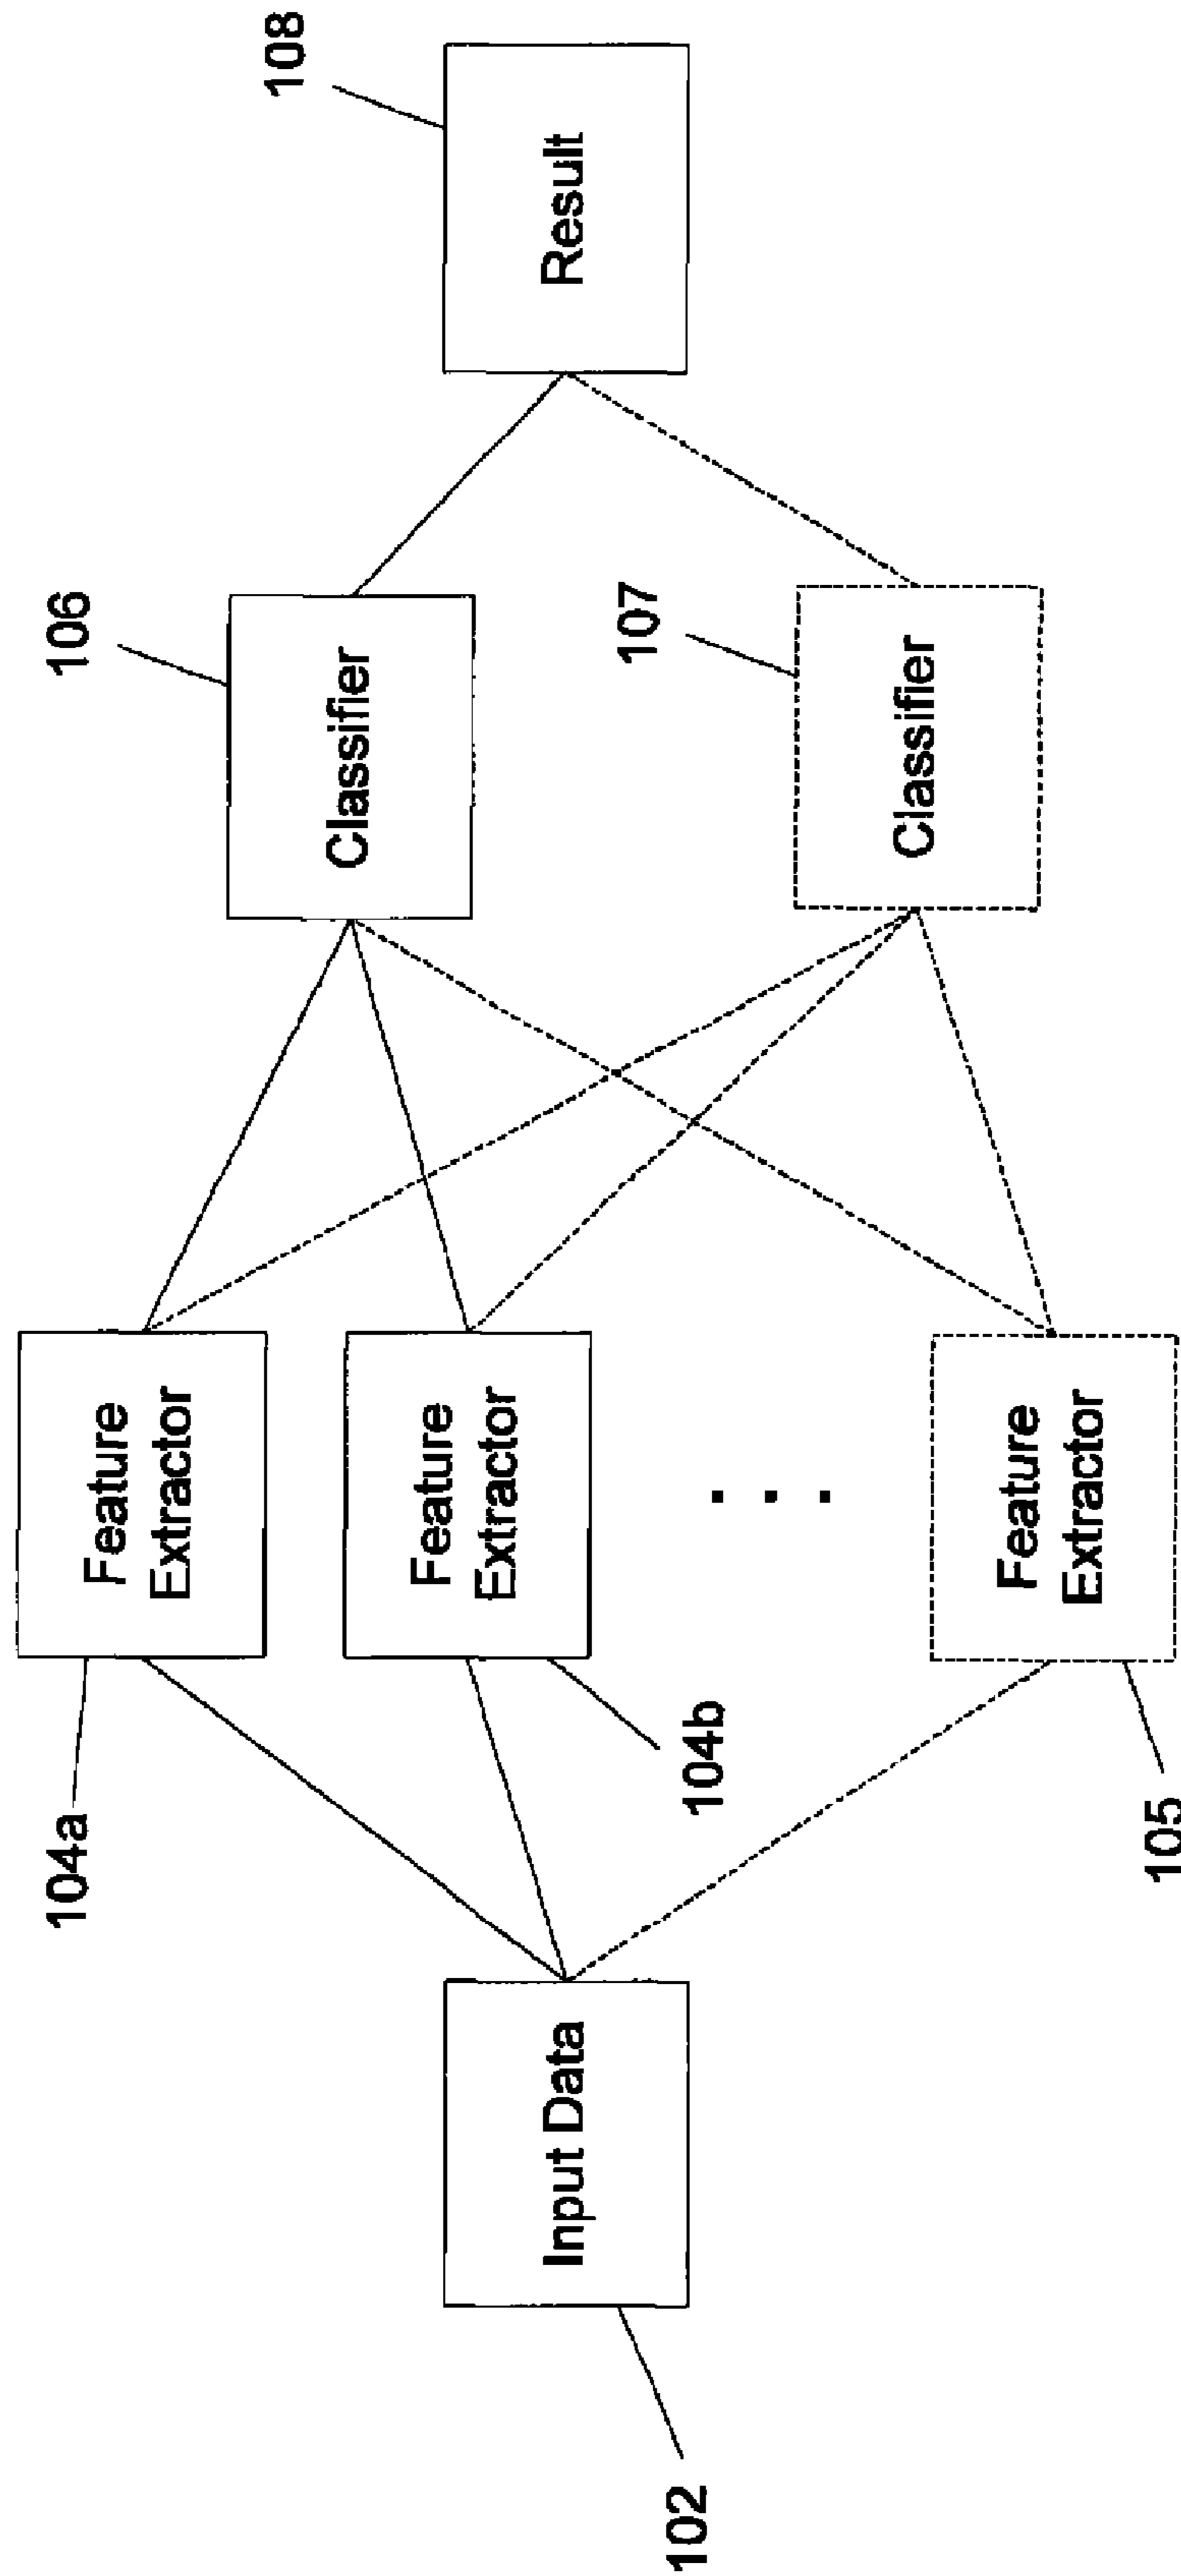 102
Input Data
104a
Feature
Extractor
104b
Feature
Extractor
. . .
105
Feature
Extractor
106
Classifier
107
Classifier
108
Result